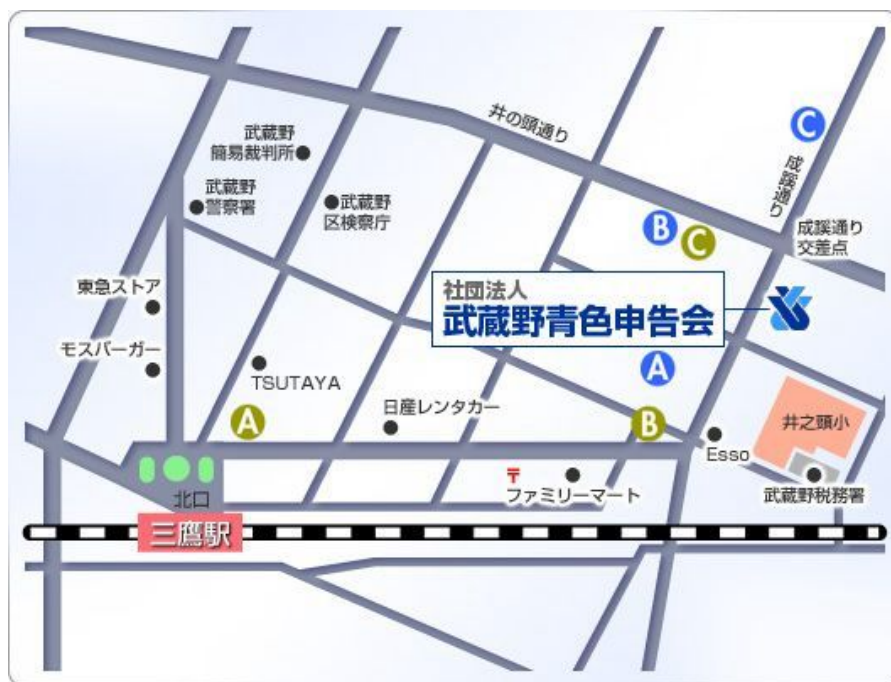 井の頭通り
C
成蹊通り
武蔵野
簡易裁判所
武蔵野
警察署
武蔵野
区検察庁
B
C
成蹊通り
交差点
東急ストア
社団法人
武蔵野青色申告会
モスバーガー
TSUTAYA
A
日産レンタカー
A
B
井之頭小
Esso
〒
ファミリーマート
武蔵野税務署
北口
三鷹駅